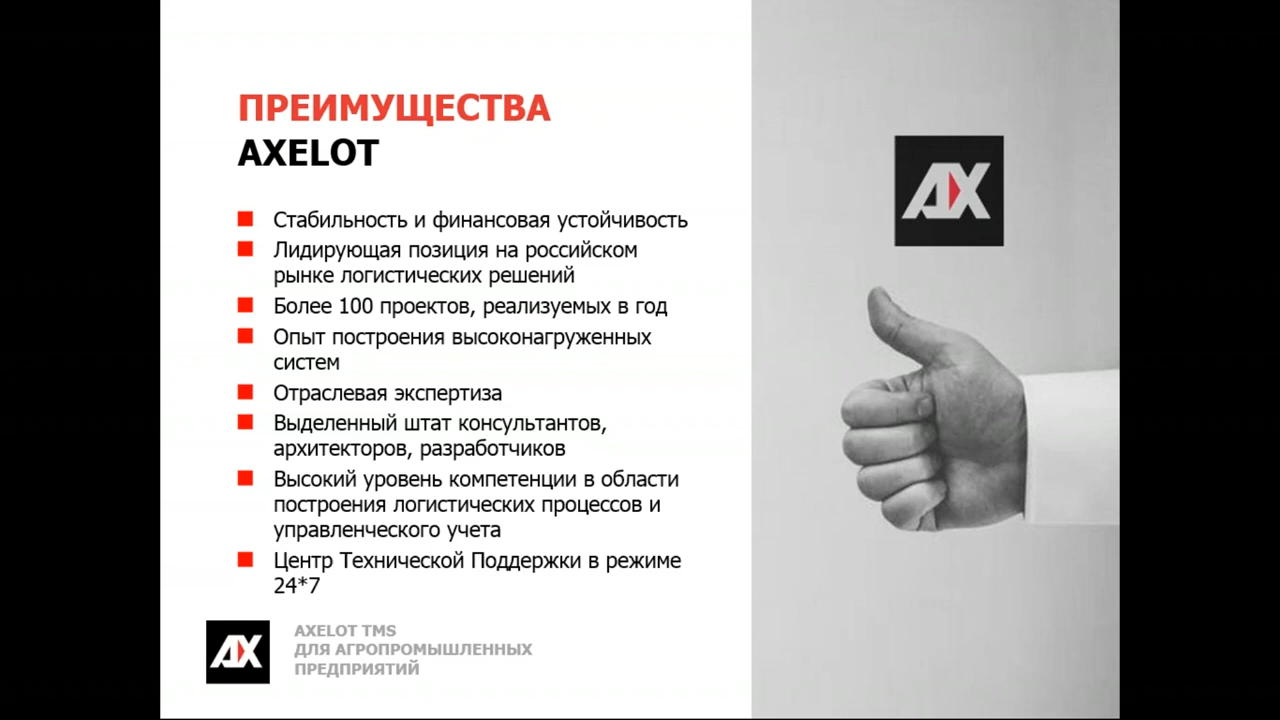 ПРЕИМУЩЕСТВА
AXELOT
Стабильность и финансовая устойчивость
Лидирующая позиция на российском
рынке логистических решений
Более 100 проектов, реализуемых в год
Опыт построения высоконагруженных
систем
Отраслевая экспертиза
Выделенный штат консультантов,
архитекторов, разработчиков
Высокий уровень компетенции в области
построения логистических процессов и
управленческого учета
Центр Технической Поддержки в режиме
24*7
AX
AX
AXELOT TMS
ДЛЯ АГРОПРОМЫШЛЕННЫХ
ПРЕДПРИЯТИЙ